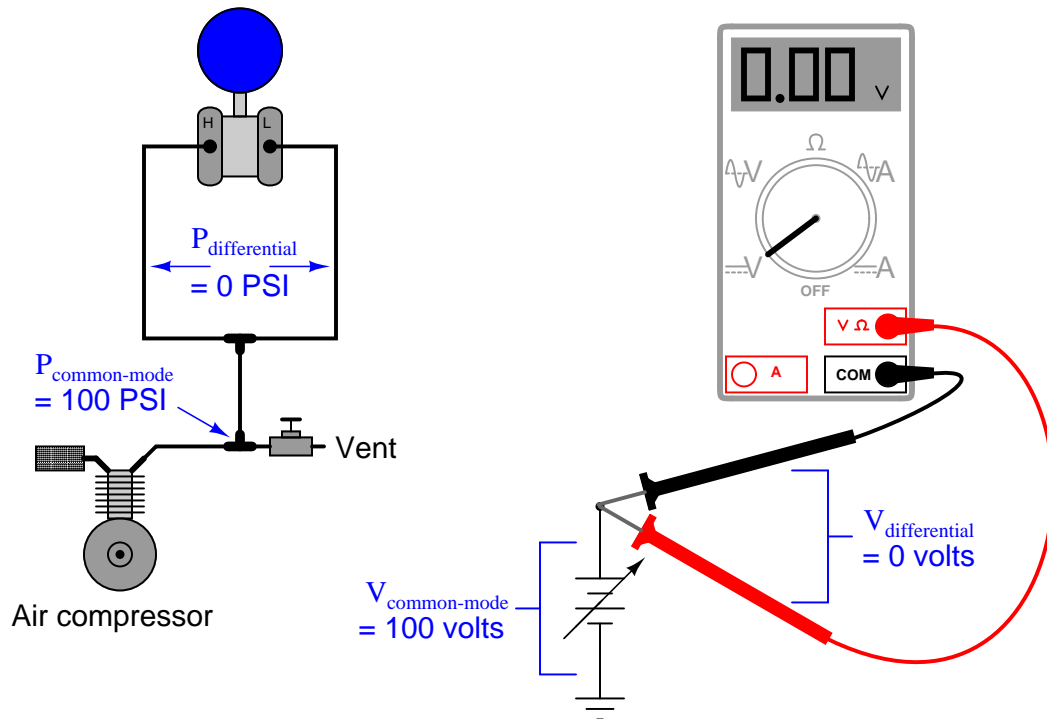 H
L
P differential
= 0 PSI
P common-mode
= 100 PSI
Vent
Air compressor
0.00 V
Ω
V
A
V
A
OFF
V Ω
A
COM
V differential
= 0 volts
V common-mode
= 100 volts